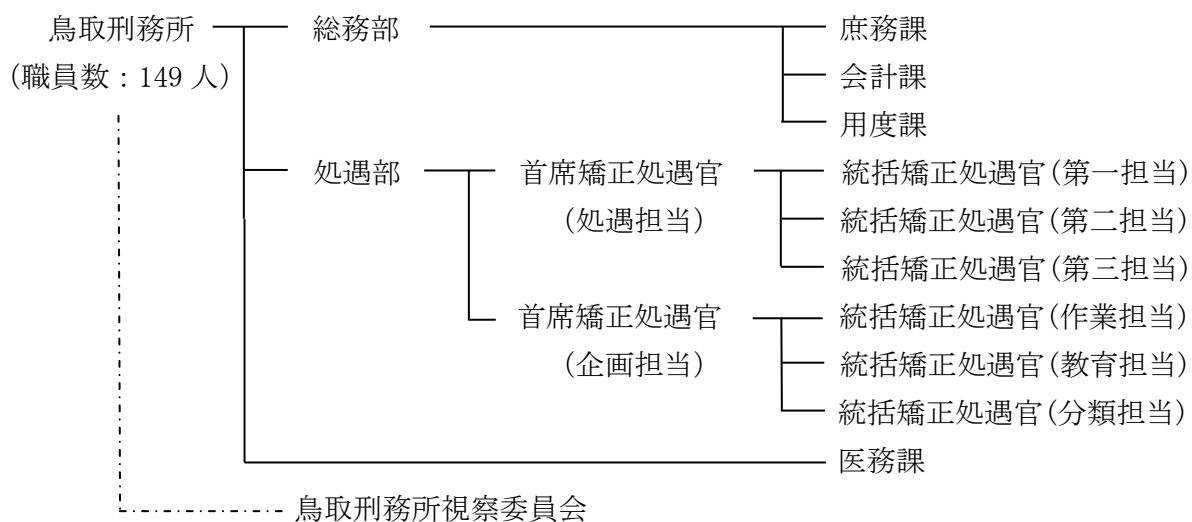 鳥取刑務所
(職員数：149 人)
総務部
庶務課
会計課
用度課
処遇部
首席矯正処遇官
(処遇担当)
統括矯正処遇官(第一担当)
統括矯正処遇官(第二担当)
統括矯正処遇官(第三担当)
首席矯正処遇官
(企画担当)
統括矯正処遇官(作業担当)
統括矯正処遇官(教育担当)
統括矯正処遇官(分類担当)
医務課
鳥取刑務所視察委員会